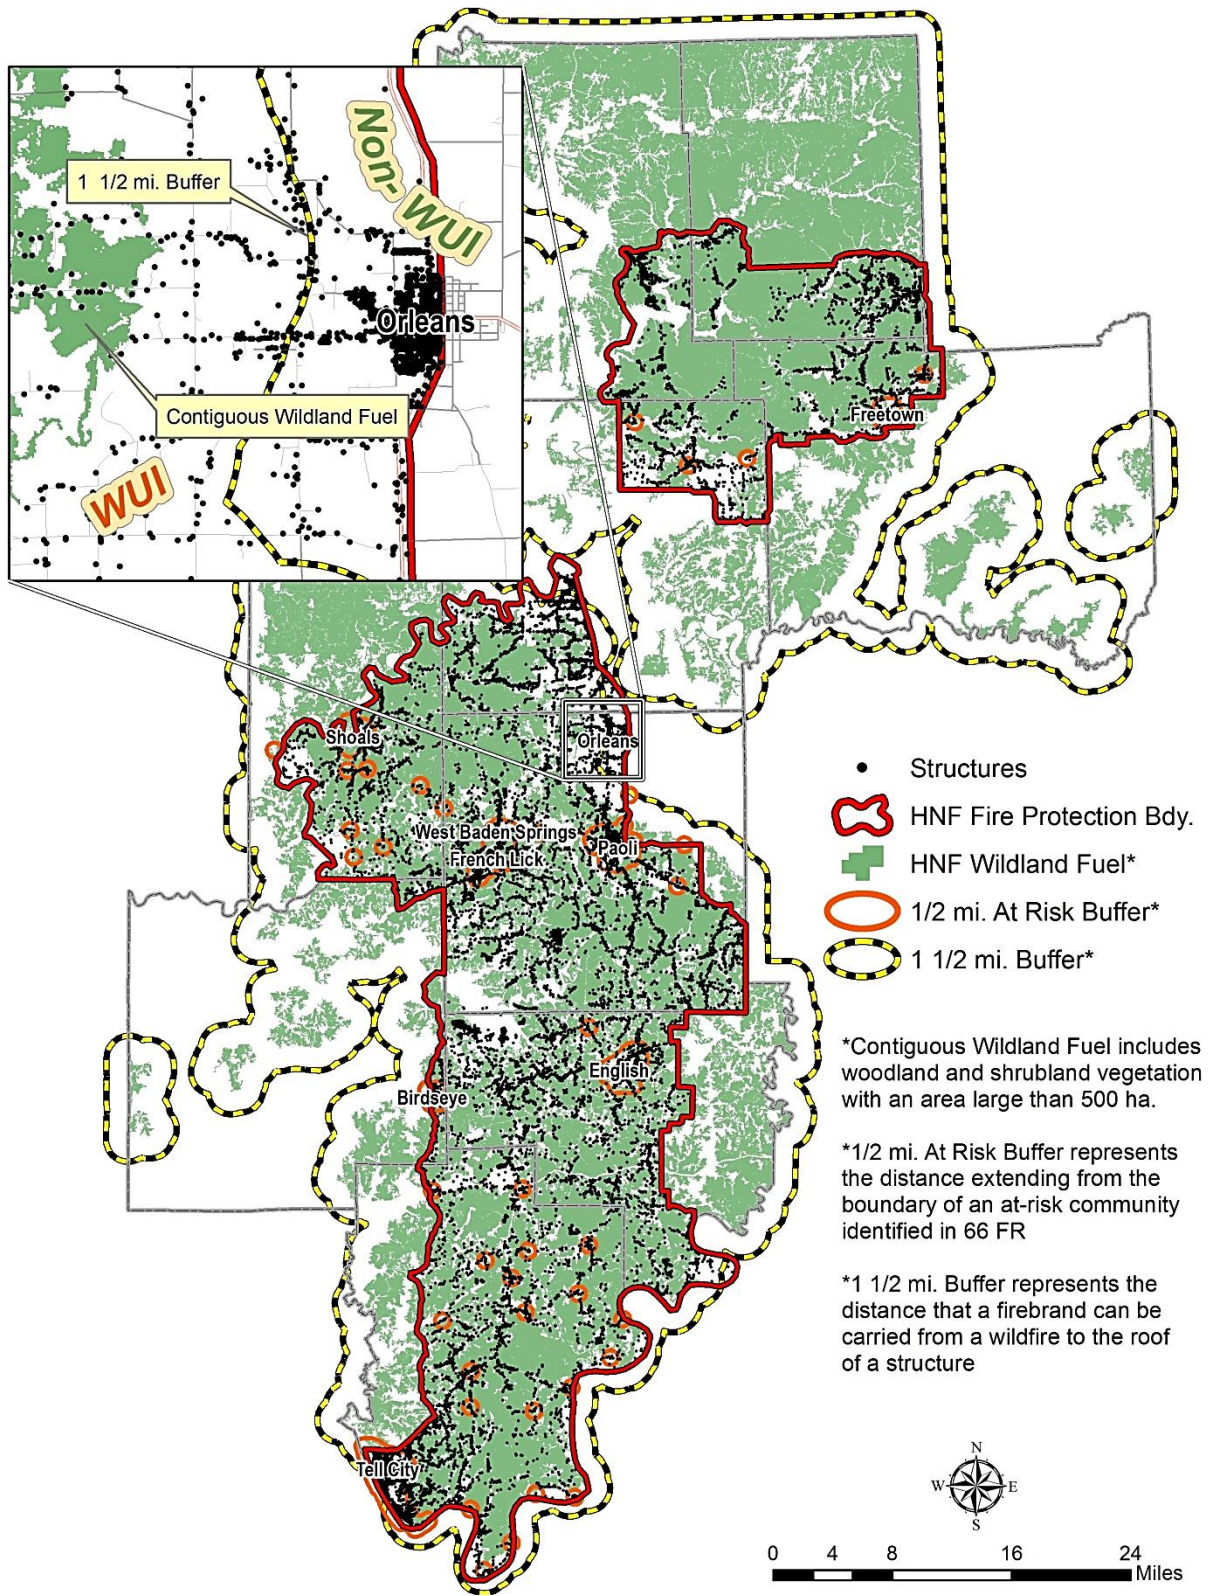 1  1/2 mi. Buffer
Non-
WUI
Orleans
Contiguous Wildland Fuel
WUI
Freetown
Shoals
Orleans
West Baden Springs
French Lick
Paoli
English
Birdseye
Tell City
Structures
HNF Fire Protection Bdy.
HNF Wildland Fuel*
1/2 mi. At Risk Buffer*
1 1/2 mi. Buffer*
*Contiguous Wildland Fuel includes
woodland and shrubland vegetation
with an area large than 500 ha.
*1/2 mi. At Risk Buffer represents
the distance extending from the
boundary of an at-risk community
identified in 66 FR
*1 1/2 mi. Buffer represents the
distance that a firebrand can be
carried from a wildfire to the roof
of a structure
N
W E
S
0 4 8 16 24
Miles